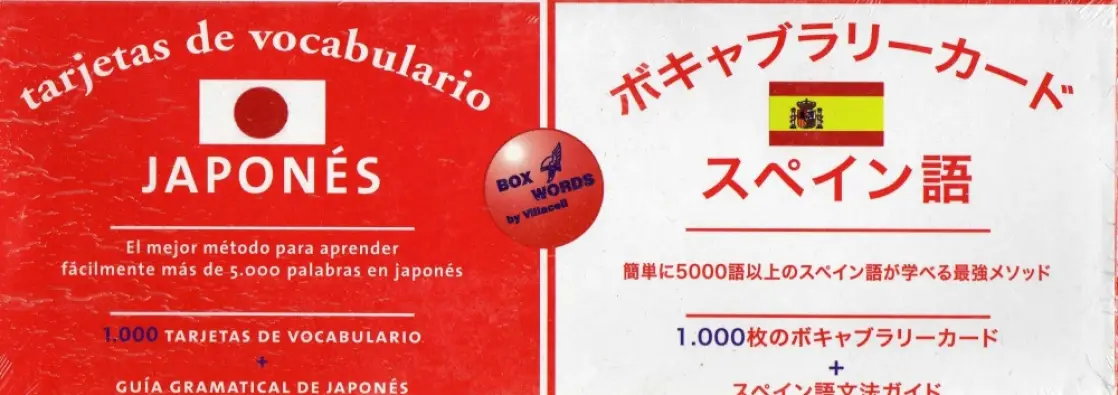 tarjetas de vocabulario
JAPONÉS
El mejor método para aprender
fácilmente más de 5.000 palabras en japonés
1.000 TARJETAS DE VOCABULARIO
+
GUÍA GRAMATICAL DE JAPONÉS
BOX
WORDS
by Villacell
ボキャブラリーカード
スペイン語
簡単に5000語以上のスペイン語が学べる最強メソッド
1.000枚のボキャブラリーカード
+
スペイン語文法ガイド